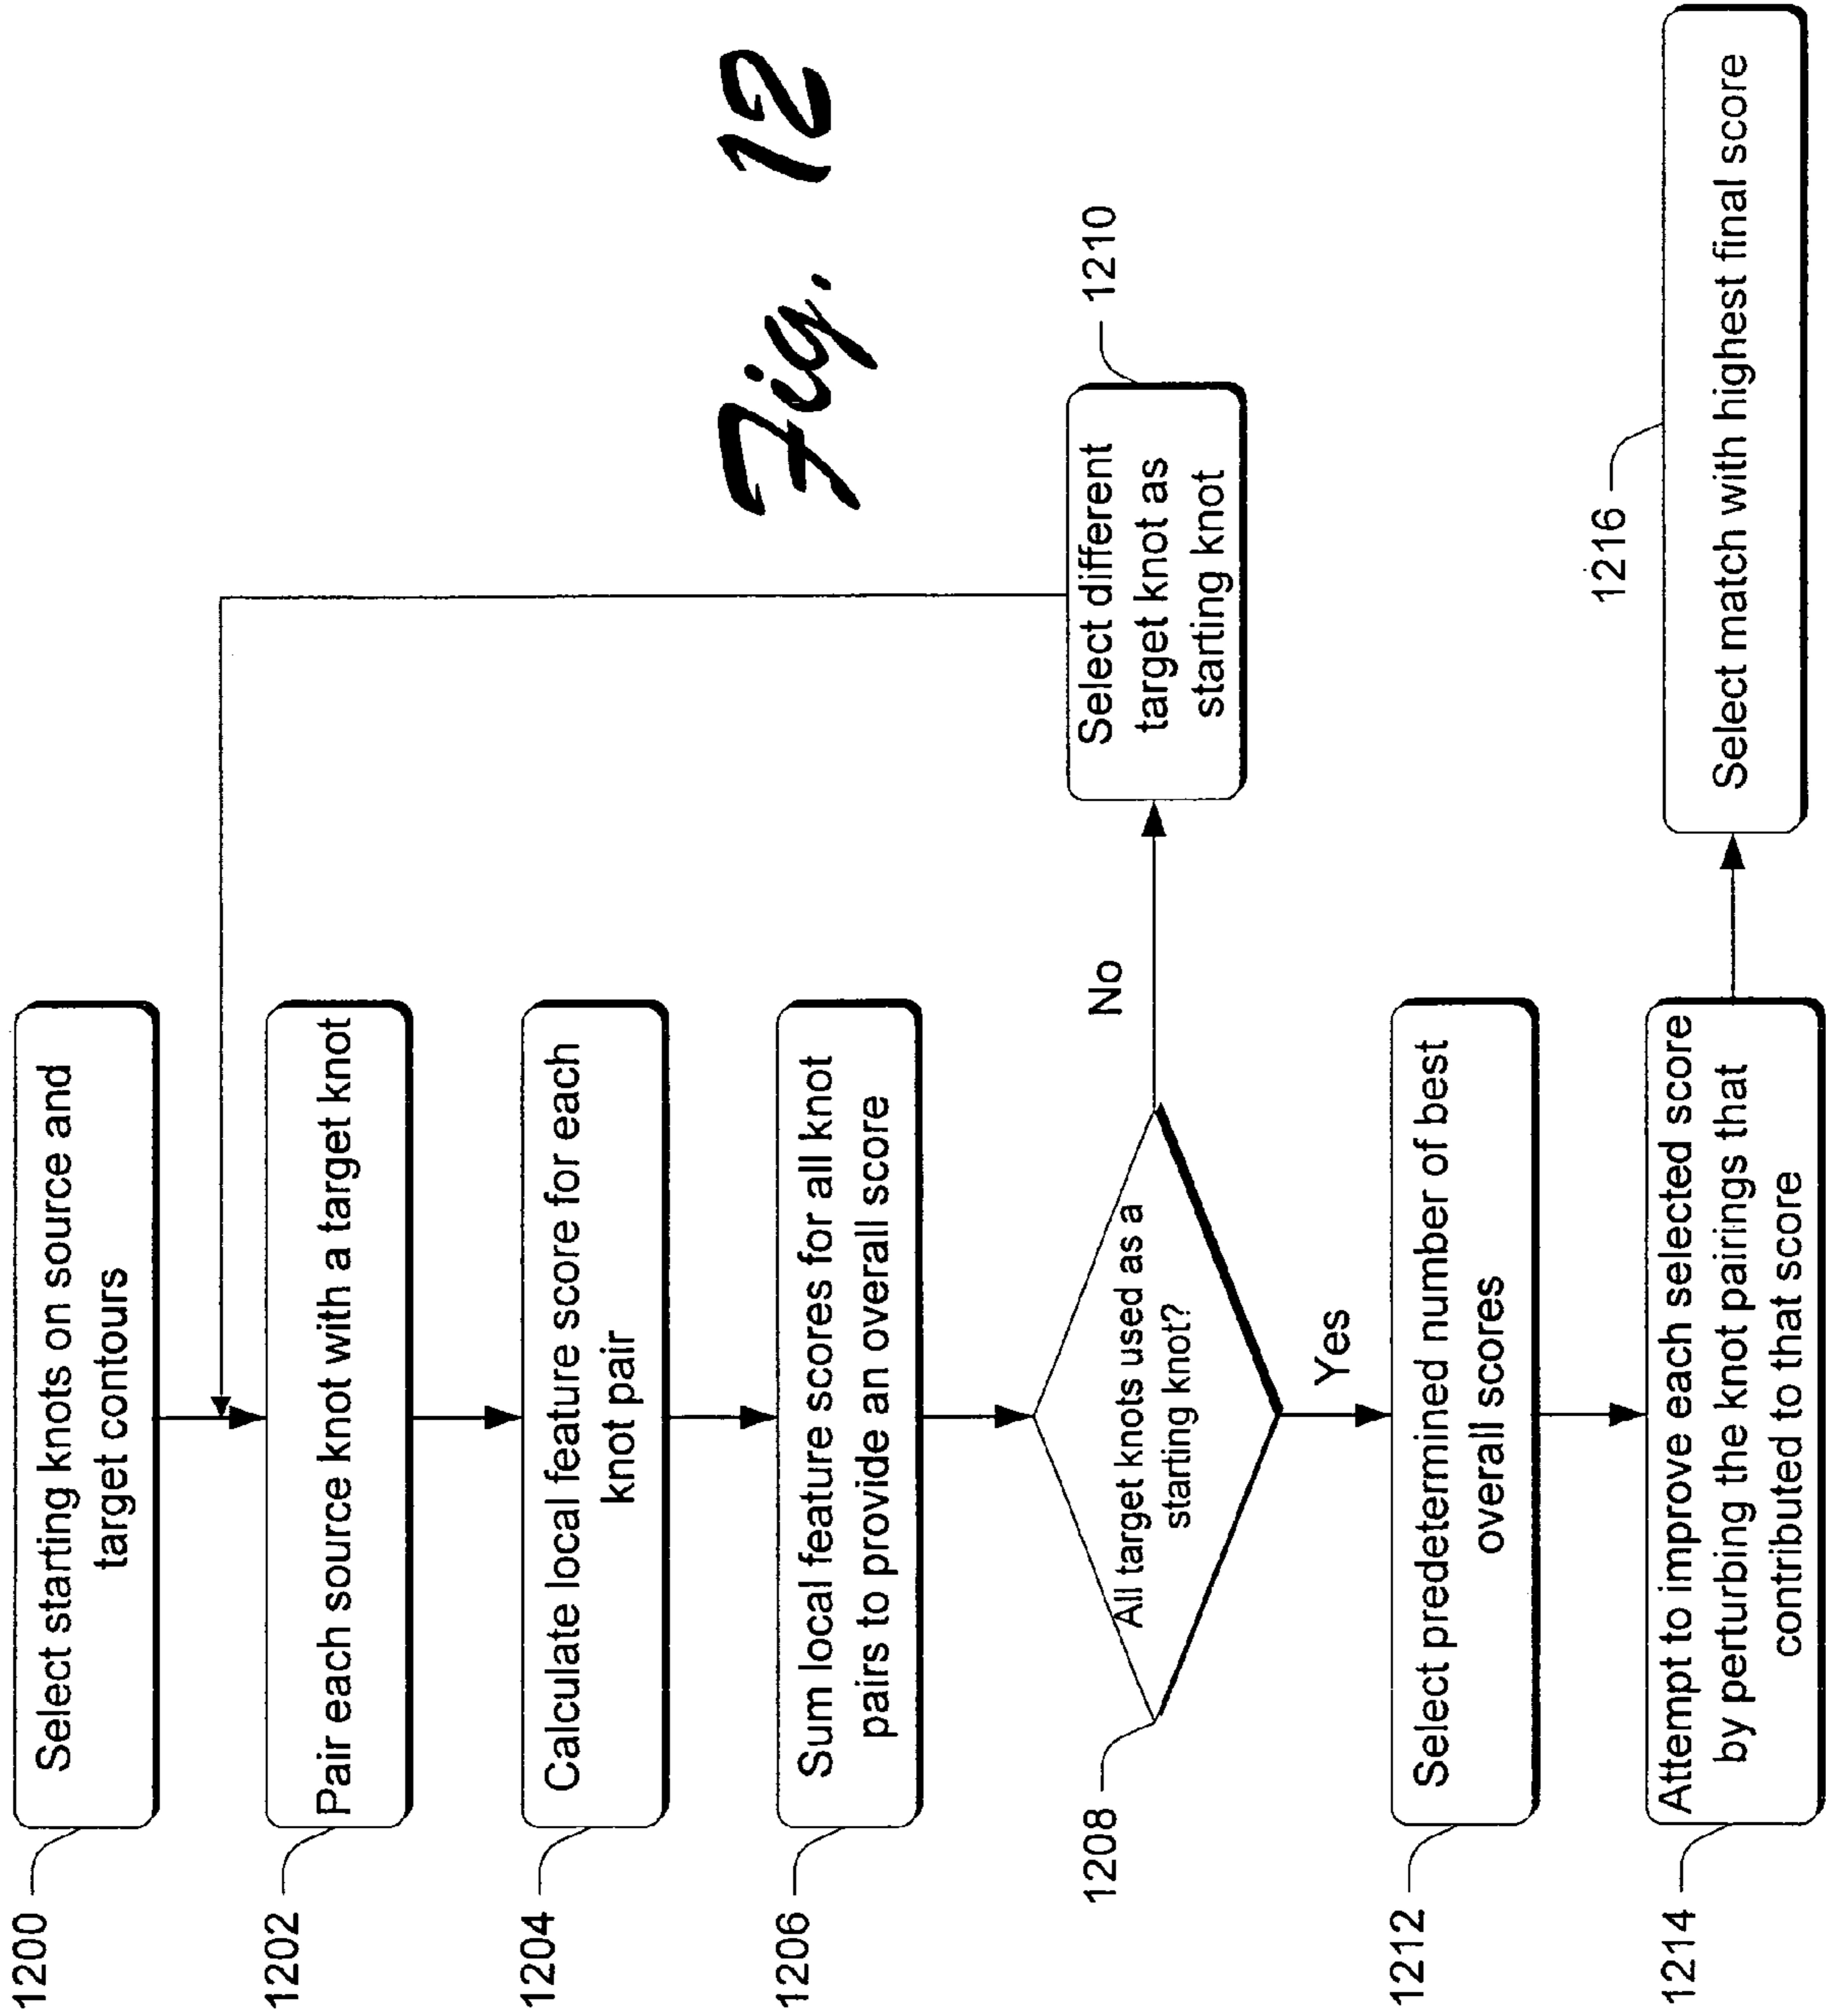 1200
Select starting knots on source and
target contours
1202
Pair each source knot with a target knot
1204
Calculate local feature score for each
knot pair
1206
Sum local feature scores for all knot
pairs to provide an overall score
1208
All target knots used as a
starting knot?
No
1210
Select different
target knot as
starting knot
Yes
1212
Select predetermined number of best
overall scores
1214
Attempt to improve each selected score
by perturbing the knot pairings that
contributed to that score
1216
Select match with highest final score
Fig. 12